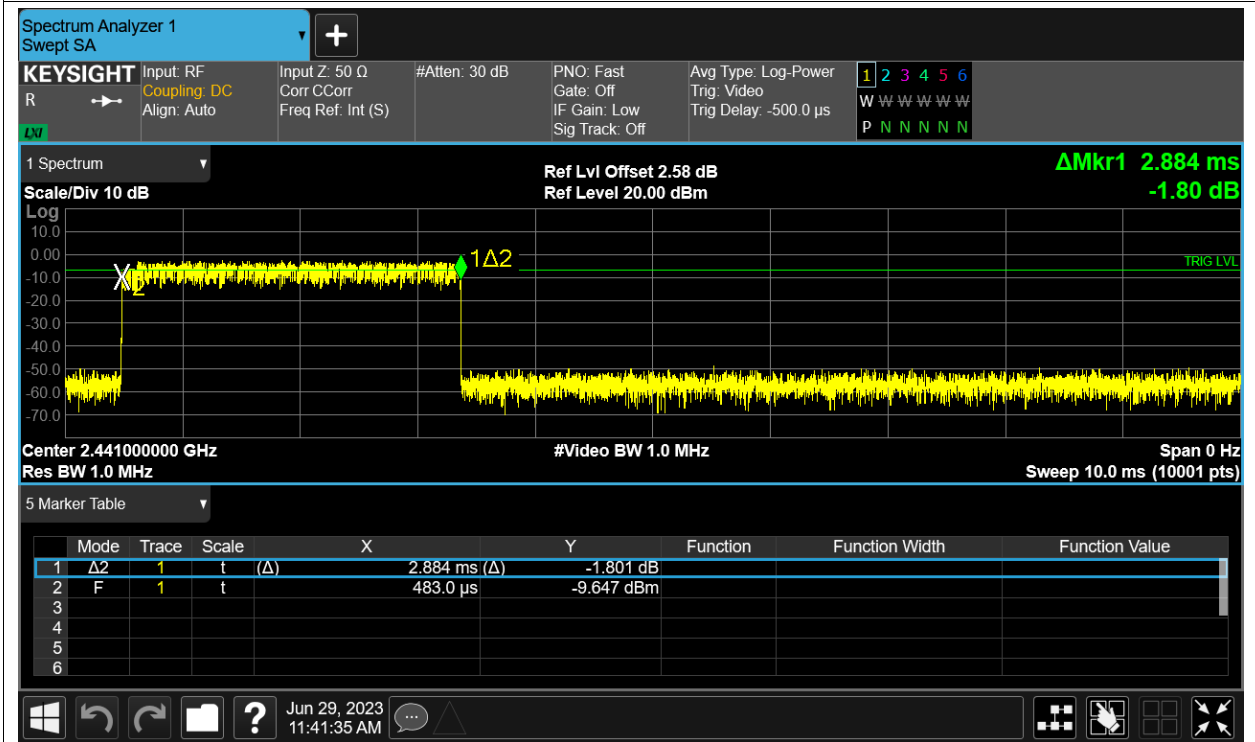 Spectrum Analyzer 1
Swept SA
KEYSIGHT Input: RF Input Z: 50 Ω #Atten: 30 dB PNO: Fast Avg Type: Log-Power 1 2 3 4 5 6
R Coupling: DC Corr CCorr Gate: Off Trig: Video W W W W W W
Align: Auto Freq Ref: Int (S) IF Gain: Low Trig Delay: -500.0 µs P N N N N N
LXI Sig Track: Off
1 Spectrum Ref Lvl Offset 2.58 dB ΔMkr1 2.884 ms
Scale/Div 10 dB Ref Level 20.00 dBm -1.80 dB
Log
10.0
0.00 1Δ2
TRIG LVL
-10.0 X2
-20.0
-30.0
-40.0
-50.0
-60.0
-70.0
Center 2.441000000 GHz #Video BW 1.0 MHz Span 0 Hz
Res BW 1.0 MHz Sweep 10.0 ms (10001 pts)
5 Marker Table
Mode Trace Scale X Y Function Function Width Function Value
1 Δ2 1 t (Δ) 2.884 ms (Δ) -1.801 dB
2 F 1 t 483.0 µs -9.647 dBm
3
4
5
6
? Jun 29, 2023
11:41:35 AM